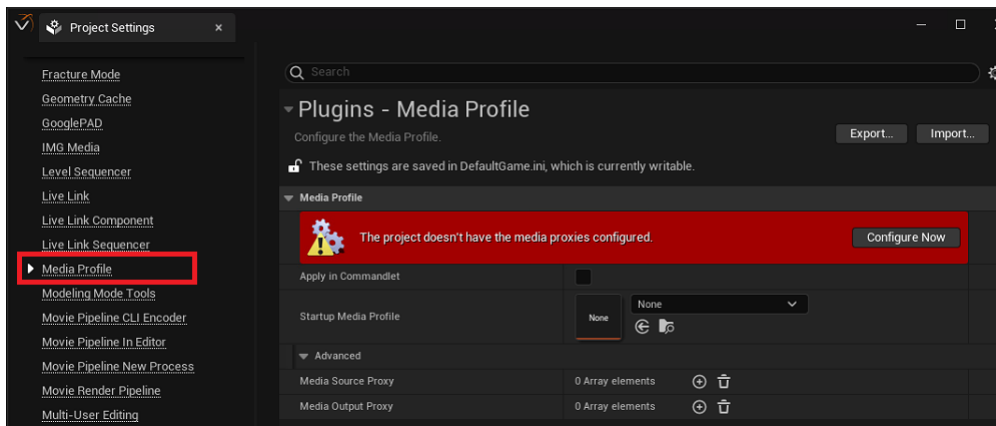 Project Settings
Fracture Mode
Geometry Cache
GooglePAD
IMG Media
Level Sequencer
Live Link
Live Link Component
Live Link Sequencer
Media Profile
Modeling Mode Tools
Movie Pipeline CLI Encoder
Movie Pipeline In Editor
Movie Pipeline New Process
Movie Render Pipeline
Multi-User Editing
Search
Plugins - Media Profile
Configure the Media Profile.
Export...
Import...
These settings are saved in DefaultGame.ini, which is currently writable.
Media Profile
The project doesn't have the media proxies configured.
Configure Now
Apply in Commandlet
Startup Media Profile
None
None
Advanced
Media Source Proxy
0 Array elements
Media Output Proxy
0 Array elements